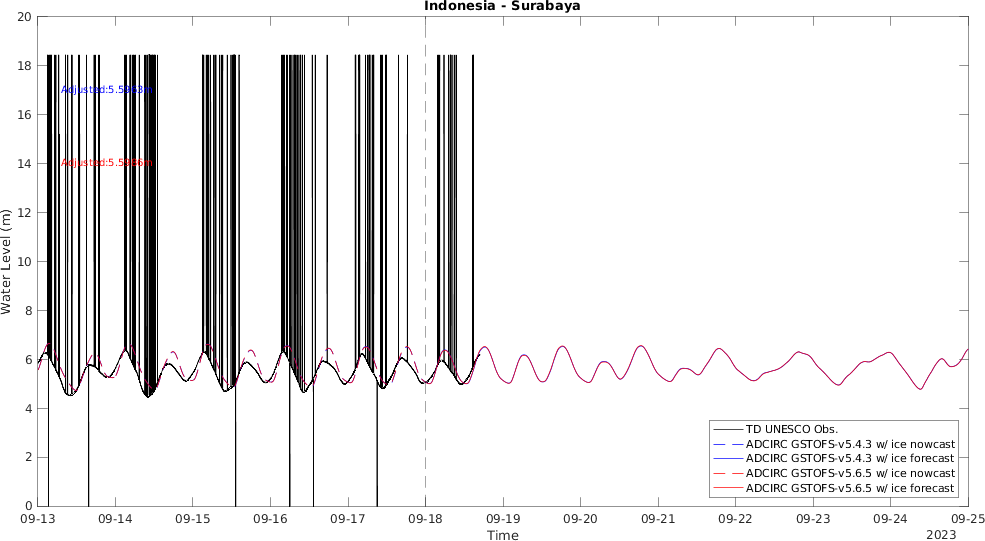 Indonesia - Surabaya
20
18
16
14
12
10
8
6
4
2
0
Water Level (m)
Adjusted:5.5963m
09-13
09-14
09-15
09-16
09-17
09-18
09-19
09-20
09-21
09-22
09-23
09-24
09-25
Time
2023
TD UNESCO Obs.
ADCIRC GSTOFS-v5.4.3 w/ ice nowcast
ADCIRC GSTOFS-v5.4.3 w/ ice forecast
ADCIRC GSTOFS-v5.6.5 w/ ice nowcast
ADCIRC GSTOFS-v5.6.5 w/ ice forecast